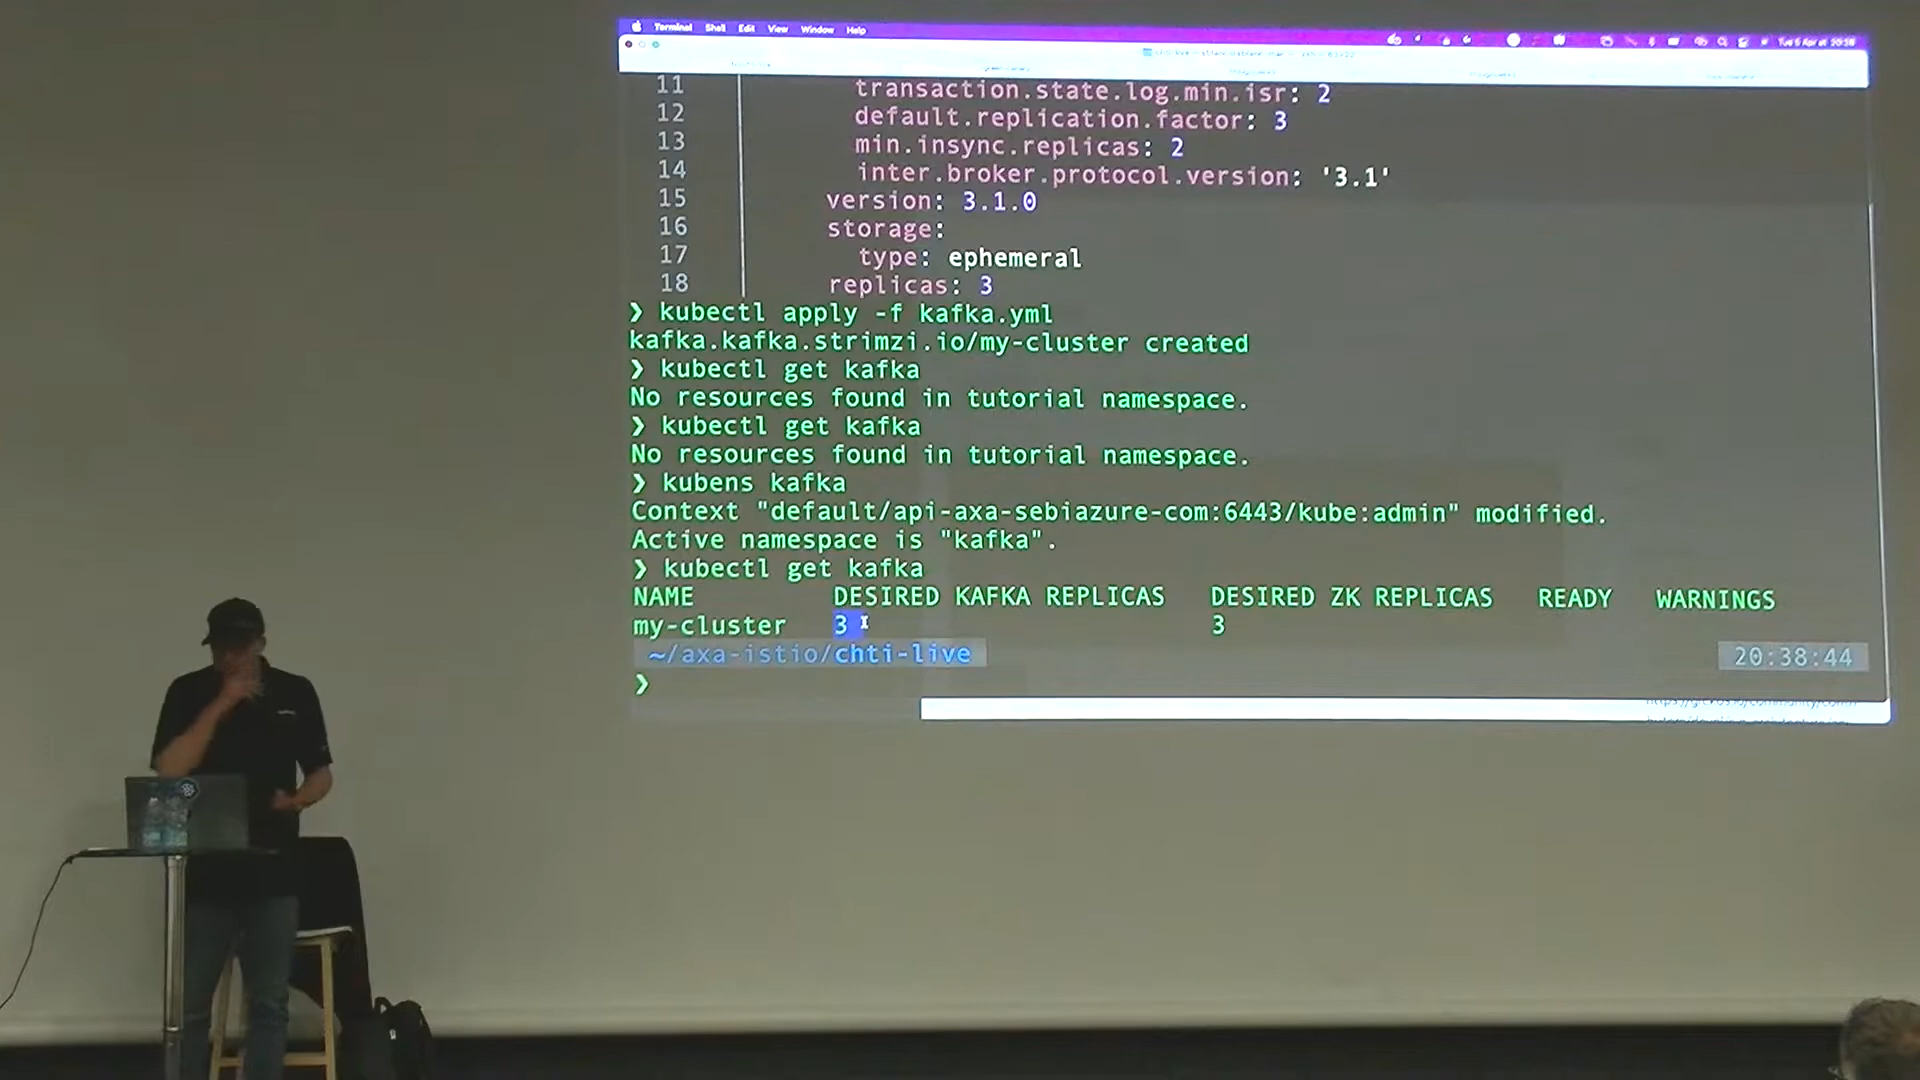 Terminal Shell Edit View Window Help
11 transaction.state.log.min.isr: 2
12 default.replication.factor: 3
13 min.insync.replicas: 2
14 inter.broker.protocol.version: '3.1'
15 version: 3.1.0
16 storage:
17 type: ephemeral
18 replicas: 3
❯ kubectl apply -f kafka.yml
kafka.kafka.strimzi.io/my-cluster created
❯ kubectl get kafka
No resources found in tutorial namespace.
❯ kubectl get kafka
No resources found in tutorial namespace.
❯ kubens kafka
Context "default/api-axa-sebiazure-com:6443/kube:admin" modified.
Active namespace is "kafka".
❯ kubectl get kafka
NAME DESIRED KAFKA REPLICAS DESIRED ZK REPLICAS READY WARNINGS
my-cluster 3 3
~/axa-istio/chti-live 20:38:44
❯